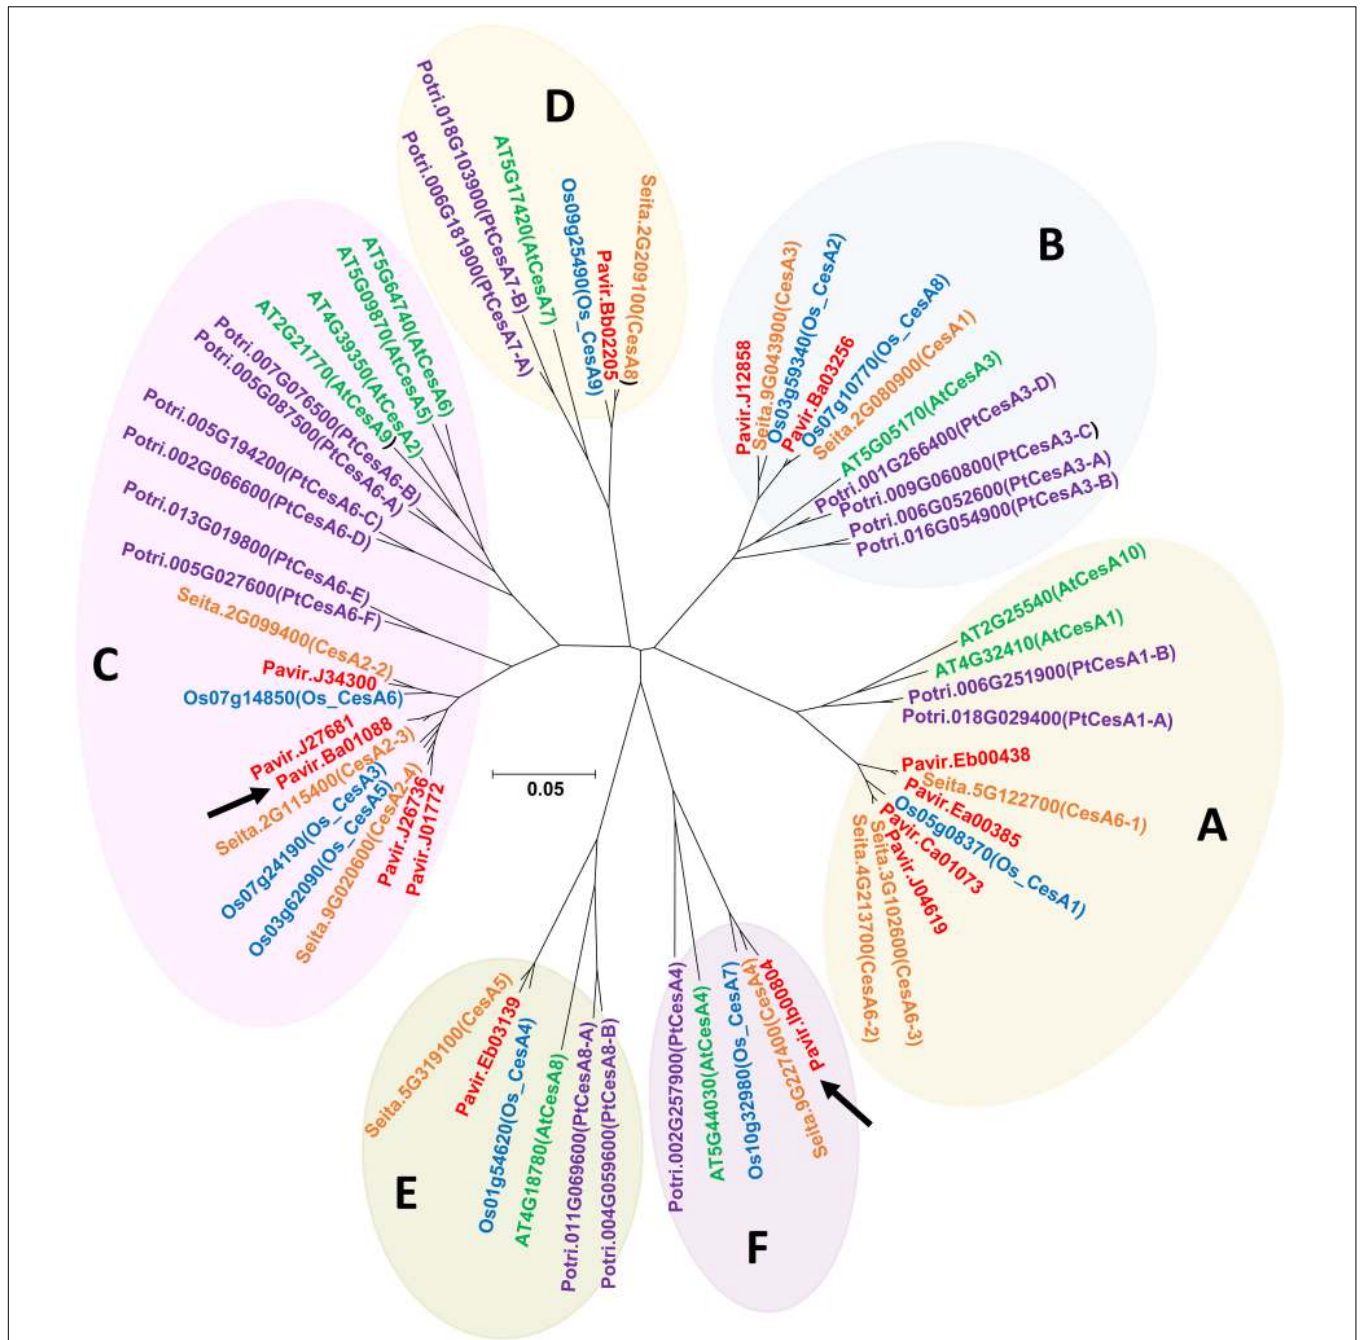 D
Potri.018G103900(PtCesA7-B)
Potri.006G181900(PtCesA7-A)
AT5G17420(AtCesA7)
Os09g25490(Os_CesA9)
Pavir.Bb02205
Seita.2G209100(CesA8)
B
Pavir.J12858
Seita.9G043900(CesA3)
Os03g59340(Os_CesA2)
Pavir.Ba03256
Os07g10770(Os_CesA8)
Seita.2G080900(CesA1)
AT5G05170(AtCesA3)
Potri.001G266400(PtCesA3-D)
Potri.009G060800(PtCesA3-C)
Potri.006G052600(PtCesA3-A)
Potri.016G054900(PtCesA3-B)
A
AT2G25540(AtCesA10)
AT4G32410(AtCesA1)
Potri.006G251900(PtCesA1-B)
Potri.018G029400(PtCesA1-A)
Pavir.Eb00438
Seita.5G122700(CesA6-1)
Pavir.Ea00385
Os05g08370(Os_CesA1)
Pavir.Ca01073
Pavir.J04619
Seita.3G102600(CesA6-3)
Seita.4G213700(CesA6-2)
C
AT5G64740(AtCesA6)
AT5G09870(AtCesA5)
AT4G39350(AtCesA2)
AT2G21770(AtCesA9)
Potri.007G076500(PtCesA6-B)
Potri.005G087500(PtCesA6-A)
Potri.005G194200(PtCesA6-C)
Potri.002G066600(PtCesA6-D)
Potri.013G019800(PtCesA6-E)
Potri.005G027600(PtCesA6-F)
Seita.2G099400(CesA2-2)
Pavir.J34300
Os07g14850(Os_CesA6)
Pavir.J27681
Pavir.Ba01088
Seita.2G115400(CesA2-3)
Os07g24190(Os_CesA3)
Os03g62090(Os_CesA5)
Seita.9G020600(CesA2-4)
Pavir.J26736
Pavir.J01772
0.05
E
Seita.5G319100(CesA5)
Pavir.Eb03139
Os01g54620(Os_CesA4)
AT4G18780(AtCesA8)
Potri.011G069600(PtCesA8-A)
Potri.004G059600(PtCesA8-B)
F
Potri.002G257900(PtCesA4)
AT5G44030(AtCesA4)
Os10g32980(Os_CesA7)
Seita.9G227400(CesA4)
Pavir.Ib00804